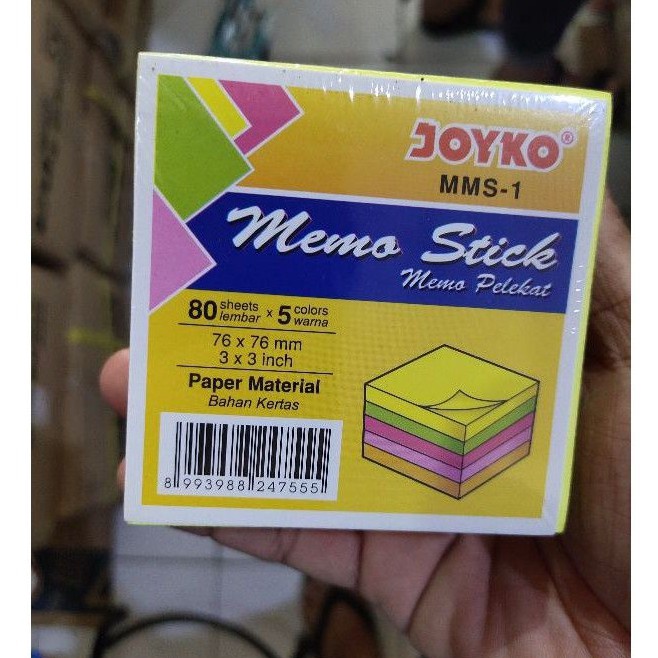 JOYKO®
MMS-1
Memo Stick
Memo Pelekat
80 sheets lembar x 5 colors warna
76 x 76 mm
3 x 3 inch
Paper Material
Bahan Kertas
8 993988 247555